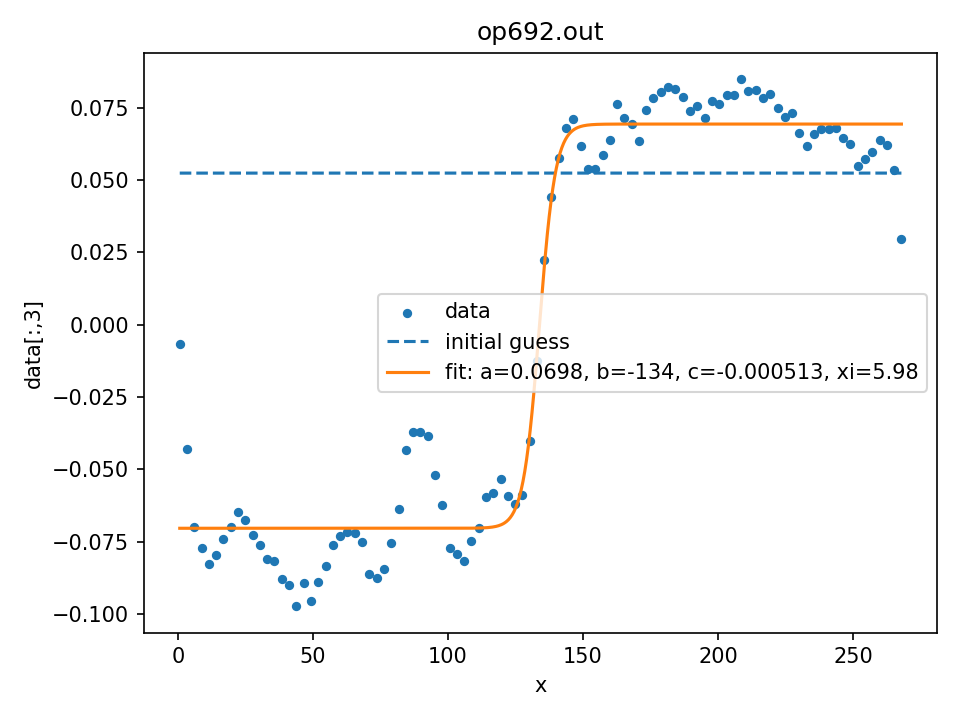 op692.out
0.075
0.050
0.025
0.000
−0.025
−0.050
−0.075
−0.100
data[:,3]
data
initial guess
fit: a=0.0698, b=-134, c=-0.000513, xi=5.98
0 50 100 150 200 250
x